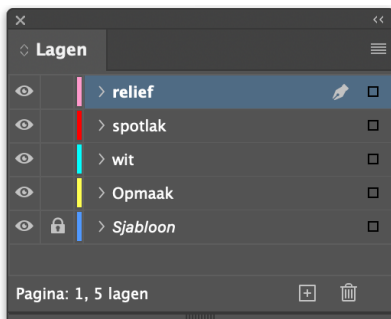 Lagen
relief
spotlak
wit
Opmaak
Sjabloon
Pagina: 1, 5 lagen